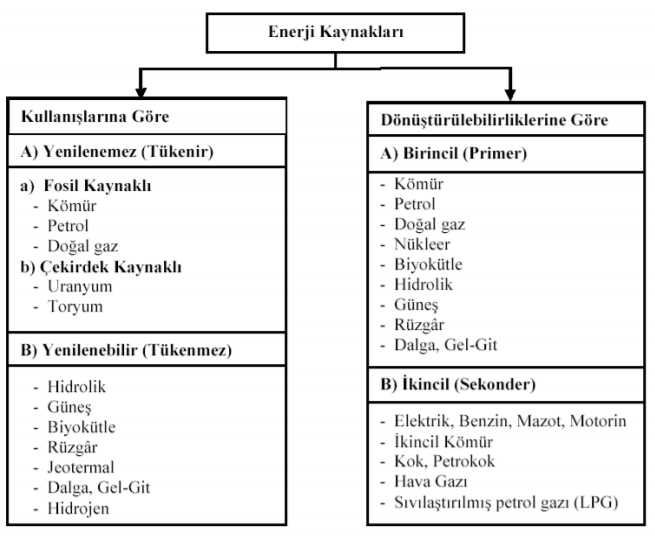 Enerji Kaynakları
Kullanışlarına Göre
A) Yenilenemez (Tükenir)
a) Fosil Kaynaklı
- Kömür
- Petrol
- Doğal gaz
b) Çekirdek Kaynaklı
- Uranyum
- Toryum
B) Yenilenebilir (Tükenmez)
- Hidrolik
- Güneş
- Biyokütle
- Rüzgâr
- Jeotermal
- Dalga, Gel-Git
- Hidrojen
Dönüştürülebilirliklerine Göre
A) Birincil (Primer)
- Kömür
- Petrol
- Doğal gaz
- Nükleer
- Biyokütle
- Hidrolik
- Güneş
- Rüzgâr
- Dalga, Gel-Git
B) İkincil (Sekonder)
- Elektrik, Benzin, Mazot, Motorin
- İkincil Kömür
- Kok, Petrokok
- Hava Gazı
- Sıvılaştırılmış petrol gazı (LPG)